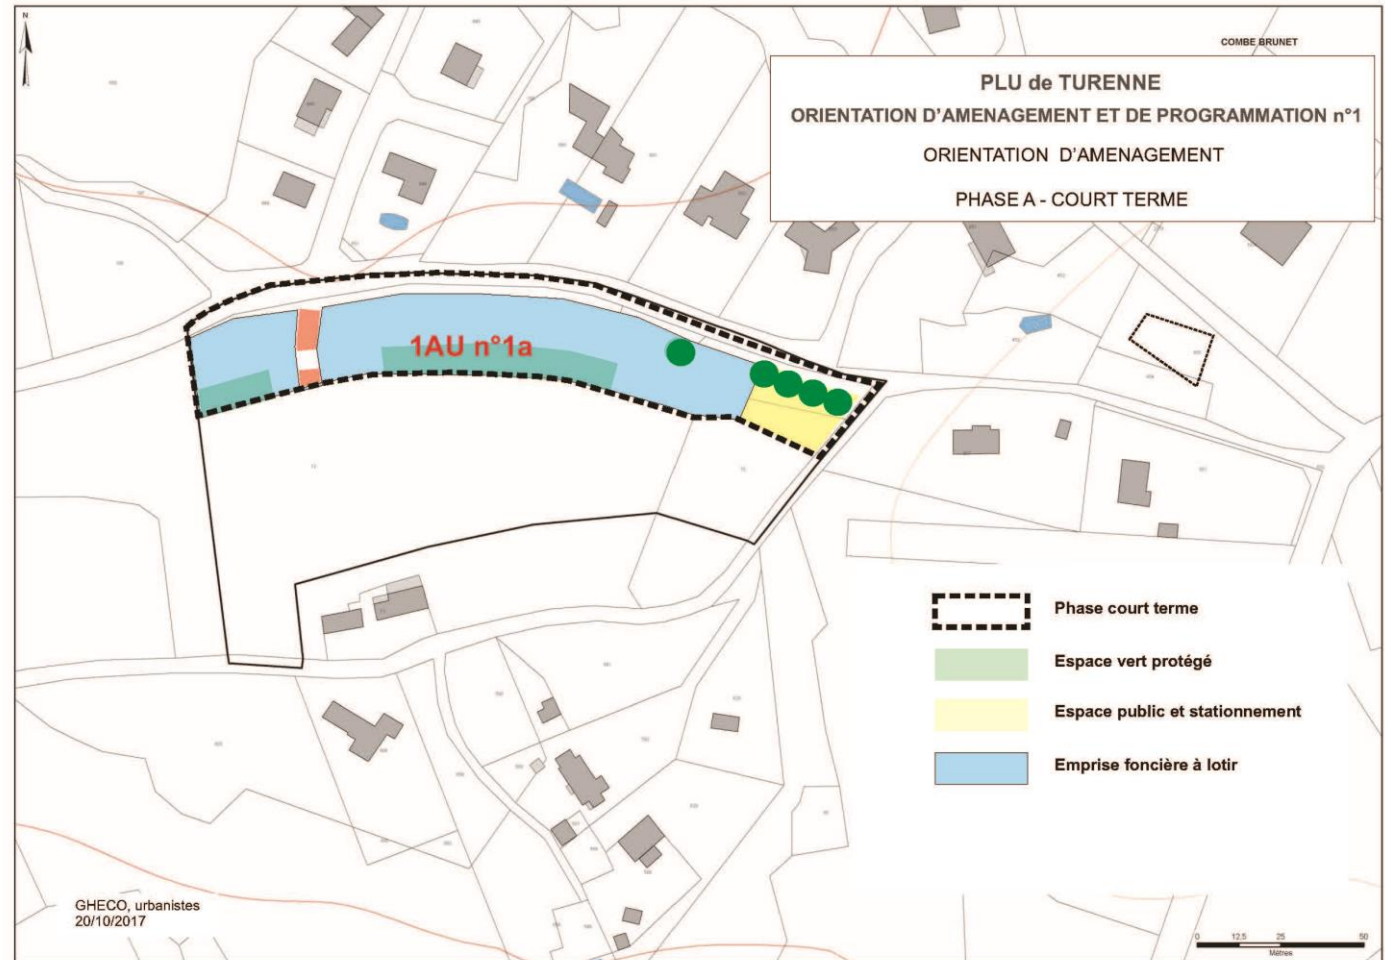 N
COMBE BRUNET
PLU de TURENNE
ORIENTATION D'AMENAGEMENT ET DE PROGRAMMATION n°1
ORIENTATION D'AMENAGEMENT
PHASE A - COURT TERME
1AU n°1a
Phase court terme
Espace vert protégé
Espace public et stationnement
Emprise foncière à lotir
GHECO, urbanistes
20/10/2017
0 12.5 25 50
Mètres